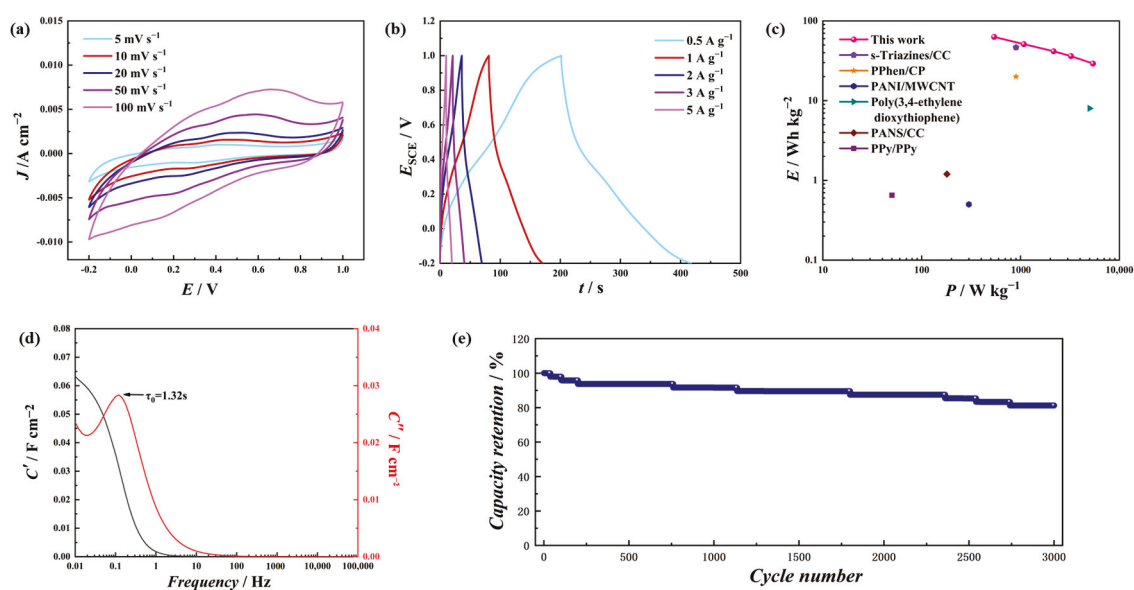 (a)
5 mV s⁻¹
10 mV s⁻¹
20 mV s⁻¹
50 mV s⁻¹
100 mV s⁻¹
0.015
0.010
0.005
0.000
-0.005
-0.010
J /A cm⁻²
-0.2 0.0 0.2 0.4 0.6 0.8 1.0
E / V
(b)
0.5 A g⁻¹
1 A g⁻¹
2 A g⁻¹
3 A g⁻¹
5 A g⁻¹
1.2
1.0
0.8
0.6
0.4
0.2
0.0
-0.2
E_SCE / V
0 100 200 300 400 500
t / s
(c)
This work
s-Triazines/CC
PPhen/CP
PANI/MWCNT
Poly(3,4-ethylene
dioxythiophene)
PANS/CC
PPy/PPy
100
10
1
0.1
E / Wh kg⁻²
10 100 1000 10,000
P / W kg⁻¹
(d)
τ₀=1.32s
0.08
0.07
0.06
0.05
0.04
0.03
0.02
0.01
0.00
C′ / F cm⁻²
0.04
0.03
0.02
0.01
0.00
C″ / F cm⁻²
0.01 0.1 1 10 100 1000 10,000 100,000
Frequency / Hz
(e)
120
100
80
60
40
20
0
Capacity retention / %
0 500 1000 1500 2000 2500 3000
Cycle number